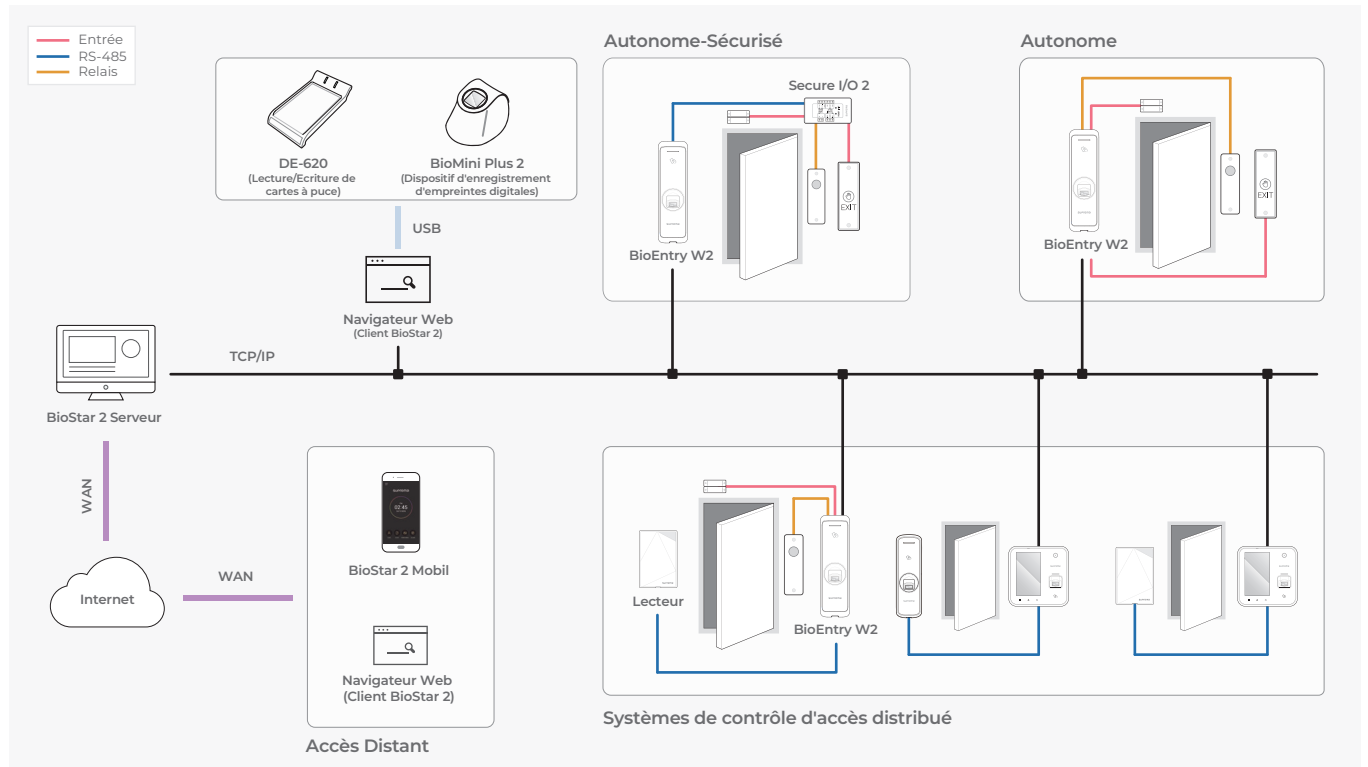 Entrée
RS-485
Relais
DE-620
(Lecture/Ecriture de
cartes à puce)
BioMini Plus 2
(Dispositif d'enregistrement
d'empreintes digitales)
USB
Navigateur Web
(Client BioStar 2)
Autonome-Sécurisé
Secure I/O 2
EXIT
BioEntry W2
Autonome
EXIT
BioEntry W2
TCP/IP
BioStar 2 Serveur
WAN
Internet
WAN
02:45
BioStar 2 Mobil
Navigateur Web
(Client BioStar 2)
Accès Distant
Lecteur
BioEntry W2
Systèmes de contrôle d'accès distribué